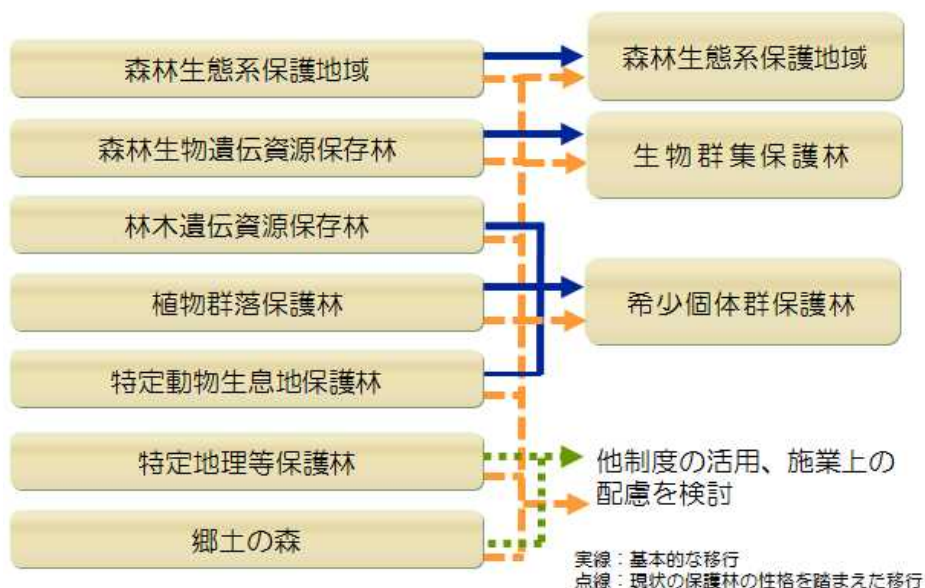 森林生態系保護地域
森林生物遺伝資源保存林
林木遺伝資源保存林
植物群落保護林
特定動物生息地保護林
特定地理等保護林
郷土の森
森林生態系保護地域
生物群集保護林
希少個体群保護林
他制度の活用、施業上の
配慮を検討
実線：基本的な移行
点線：現状の保護林の性格を踏まえた移行